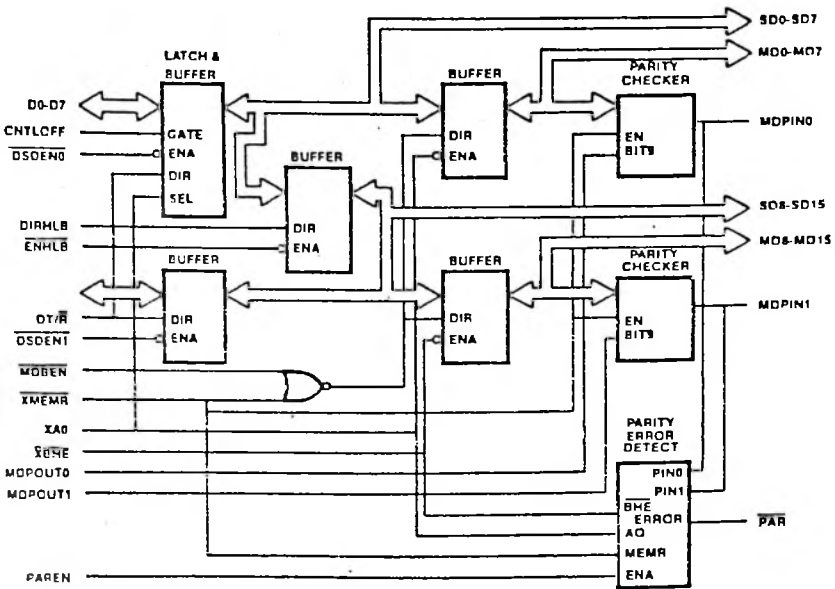 SD0-SD7
MD0-MD7
LATCH &
BUFFER
BUFFER
PARITY
CHECKER
D0-D7
CNTLOFF
DSDEN0
GATE
ENA
DIR
SEL
DIR
ENA
EN
BIT9
MDPIN0
BUFFER
DIRHLB
ENHLB
DIR
ENA
SD8-SD15
MD8-MD15
BUFFER
BUFFER
PARITY
CHECKER
DT/R
DSDEN1
DIR
ENA
DIR
ENA
EN
BIT9
MDPIN1
MDBEN
XMEMR
XA0
XBHE
MDPOUT0
MDPOUT1
PARITY
ERROR
DETECT
PIN0
PIN1
BHE
ERROR
A0
MEMR
ENA
PAR
PAREN